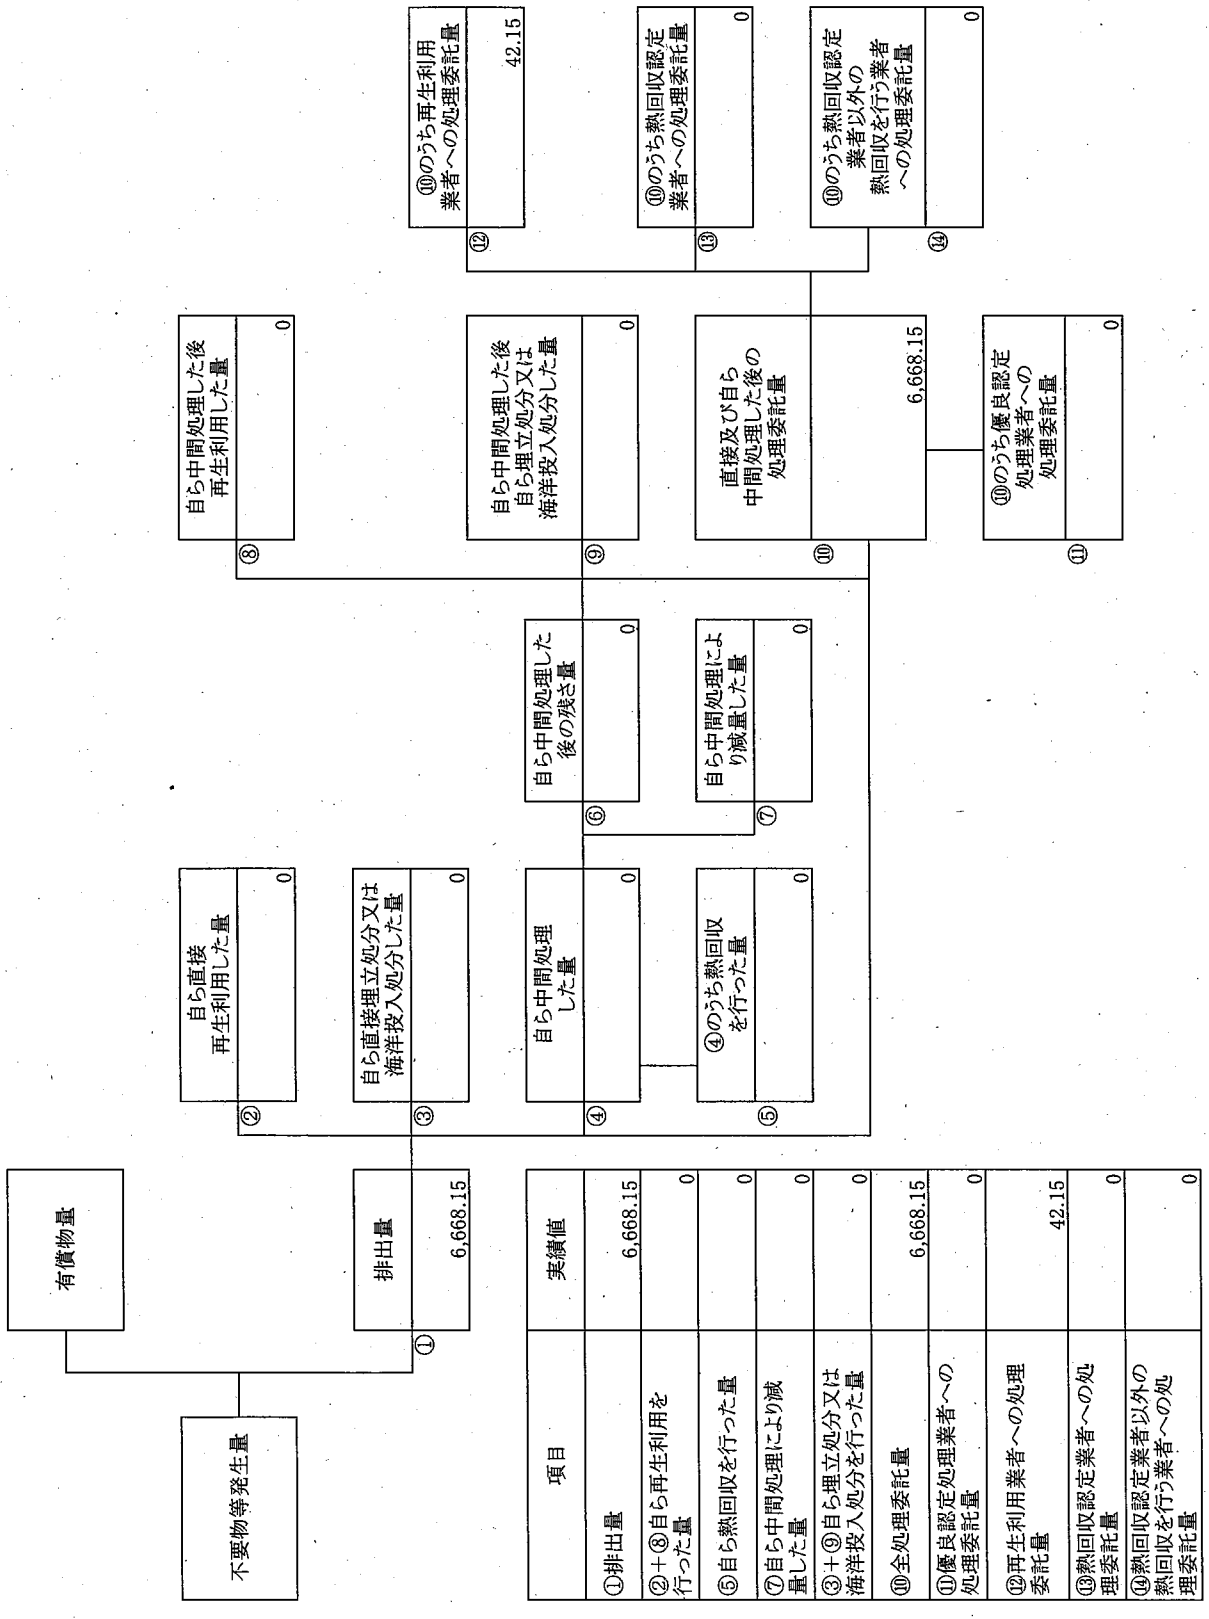 不要物等発生量
有償物量
排出量
①
6,668.15
自ら直接
再生利用した量
②
0
自ら直接埋立処分又は
海洋投入処分した量
③
0
自ら中間処理
した量
④
0
④のうち熱回収
を行った量
⑤
0
自ら中間処理した
後の残さ量
⑥
0
自ら中間処理によ
り減量した量
⑦
0
自ら中間処理した後
再生利用した量
⑧
0
自ら中間処理した後
自ら埋立処分又は
海洋投入処分した量
⑨
0
直接及び自ら
中間処理した後の
処理委託量
⑩
6,668.15
⑩のうち優良認定
処理業者への
処理委託量
⑪
0
⑩のうち再生利用
業者への処理委託量
⑫
42.15
⑩のうち熱回収認定
業者への処理委託量
⑬
0
⑩のうち熱回収認定
業者以外の
熱回収を行う業者
への処理委託量
⑭
0
項目
実績値
①排出量
6,668.15
②+⑧自ら再生利用を
行った量
0
⑤自ら熱回収を行った量
0
⑦自ら中間処理により減
量した量
0
③+⑨自ら埋立処分又は
海洋投入処分を行った量
0
⑩全処理委託量
6,668.15
⑪優良認定処理業者への
処理委託量
0
⑫再生利用業者への処理
委託量
42.15
⑬熱回収認定業者への処
理委託量
0
⑭熱回収認定業者以外の
熱回収を行う業者への処
理委託量
0